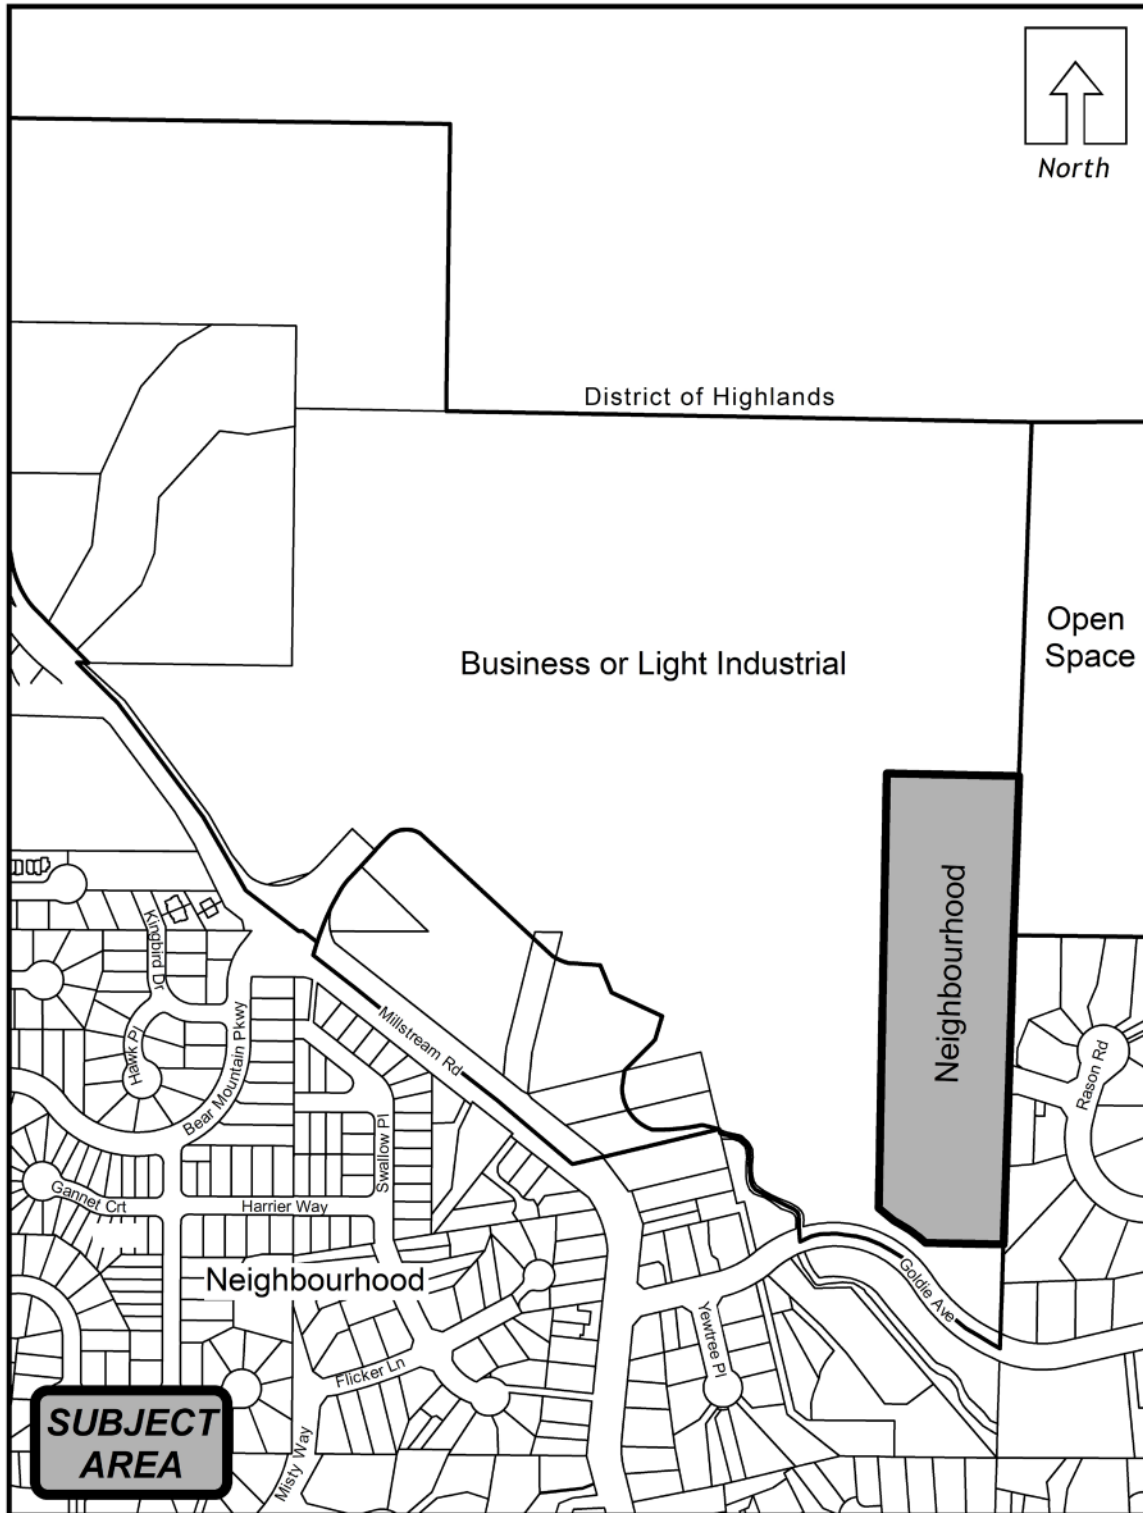 North
District of Highlands
Open
Space
Business or Light Industrial
Neighbourhood
Kingbird Dr
Hawk Pl
Bear Mountain Pkwy
Millstream Rd
Rason Rd
Swallow Pl
Gannet Crt
Harrier Way
Neighbourhood
Goldie Ave
Yewtree Pl
Flicker Ln
Misty Way
SUBJECT
AREA